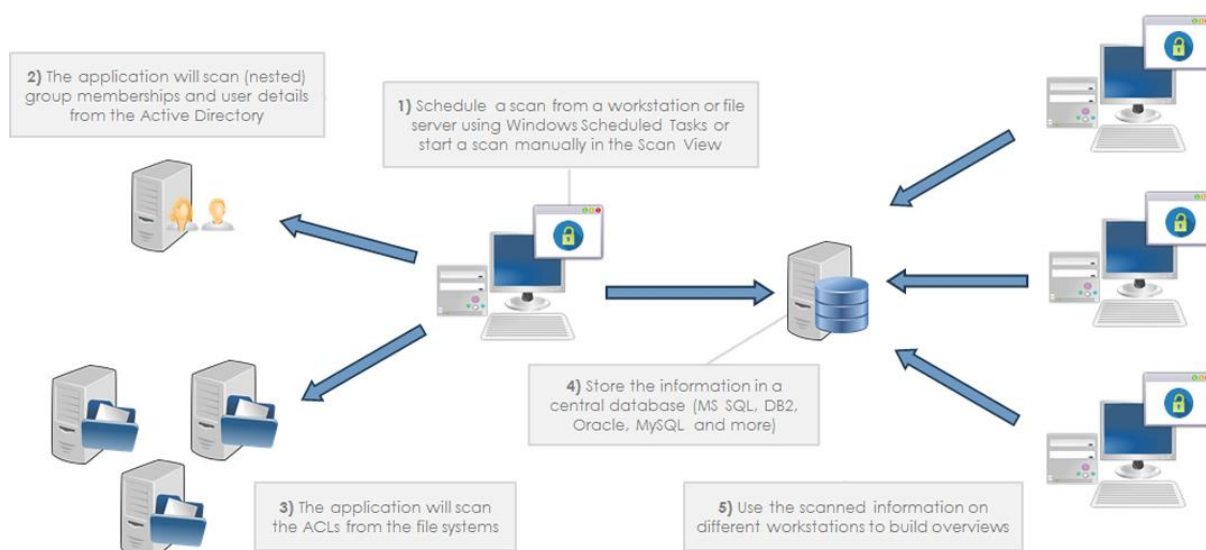 2) The application will scan (nested)
group memberships and user details
from the Active Directory
1) Schedule a scan from a workstation or file
server using Windows Scheduled Tasks or
start a scan manually in the Scan View
4) Store the information in a
central database (MS SQL, DB2,
Oracle, MySQL and more)
3) The application will scan
the ACLs from the file systems
5) Use the scanned information on
different workstations to build overviews